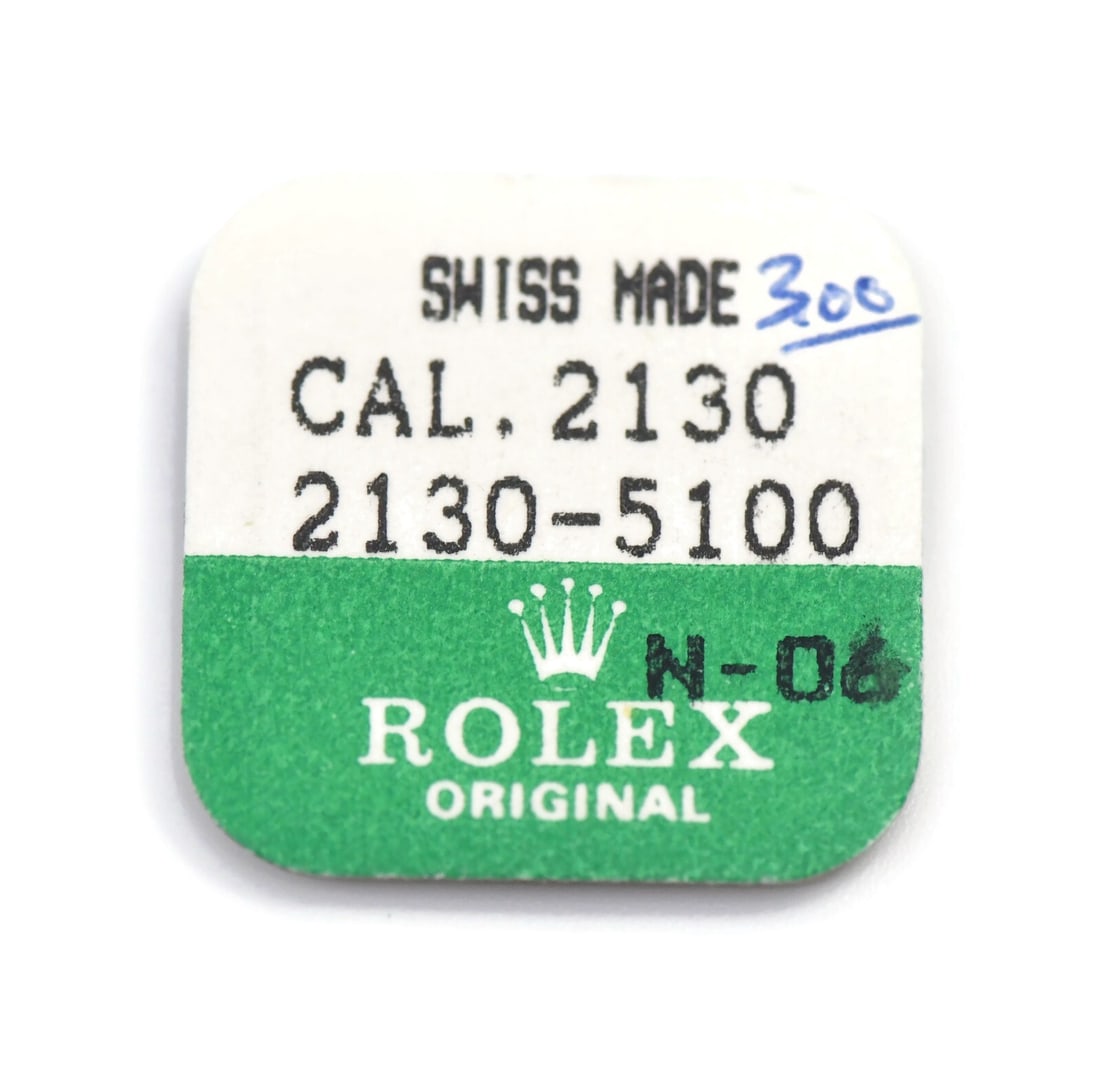 SWISS MADE 300
CAL. 2130
2130-5100
N-06
ROLEX
ORIGINAL